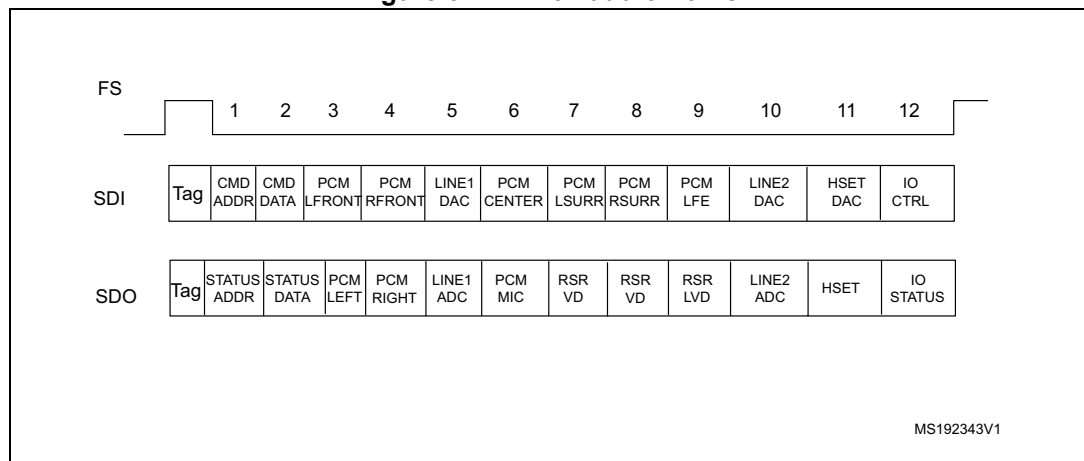 FS
1 2 3 4 5 6 7 8 9 10 11 12
SDI
Tag CMD CMD PCM PCM LINE1 PCM PCM PCM PCM LINE2 HSET IO
ADDR DATA LFRONT RFRONT DAC CENTER LSURR RSURR LFE DAC DAC CTRL
SDO
Tag STATUS STATUS PCM PCM LINE1 PCM RSR RSR RSR LINE2 HSET IO
ADDR DATA LEFT RIGHT ADC MIC VD VD LVD ADC STATUS
MS192343V1